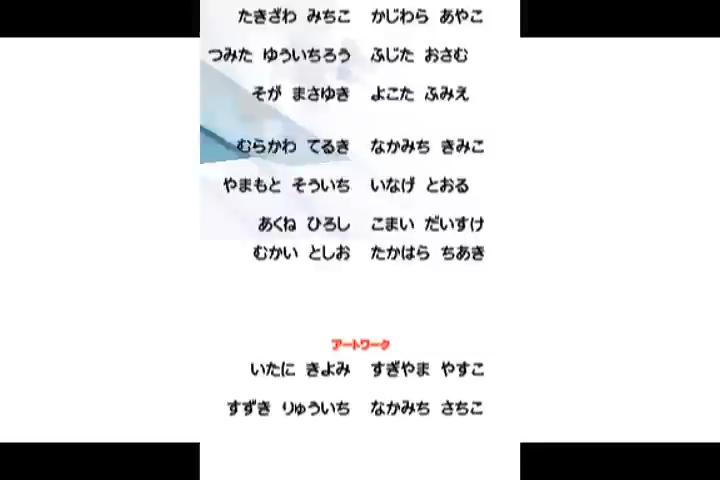 たきざわ みちこ かじわら あやこ
つみた ゆういちろう ふじた おさむ
そが まさゆき よこた ふみえ
むらかわ てるき なかみち きみこ
やまもと そういち いなげ とおる
あくね ひろし こまい だいすけ
むかい としお たかはら ちあき
アートワーク
いたに きよみ すぎやま やすこ
すずき りゅういち なかみち さちこ